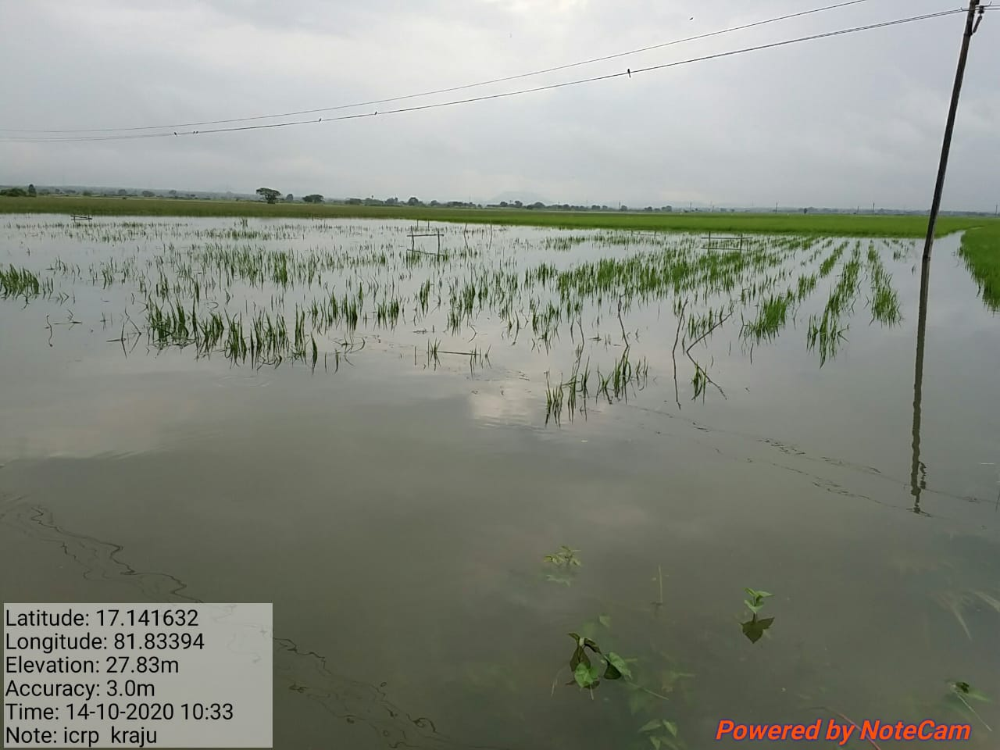 Latitude: 17.141632
Longitude: 81.83394
Elevation: 27.83m
Accuracy: 3.0m
Time: 14-10-2020 10:33
Note: icrp kraju
Powered by NoteCam